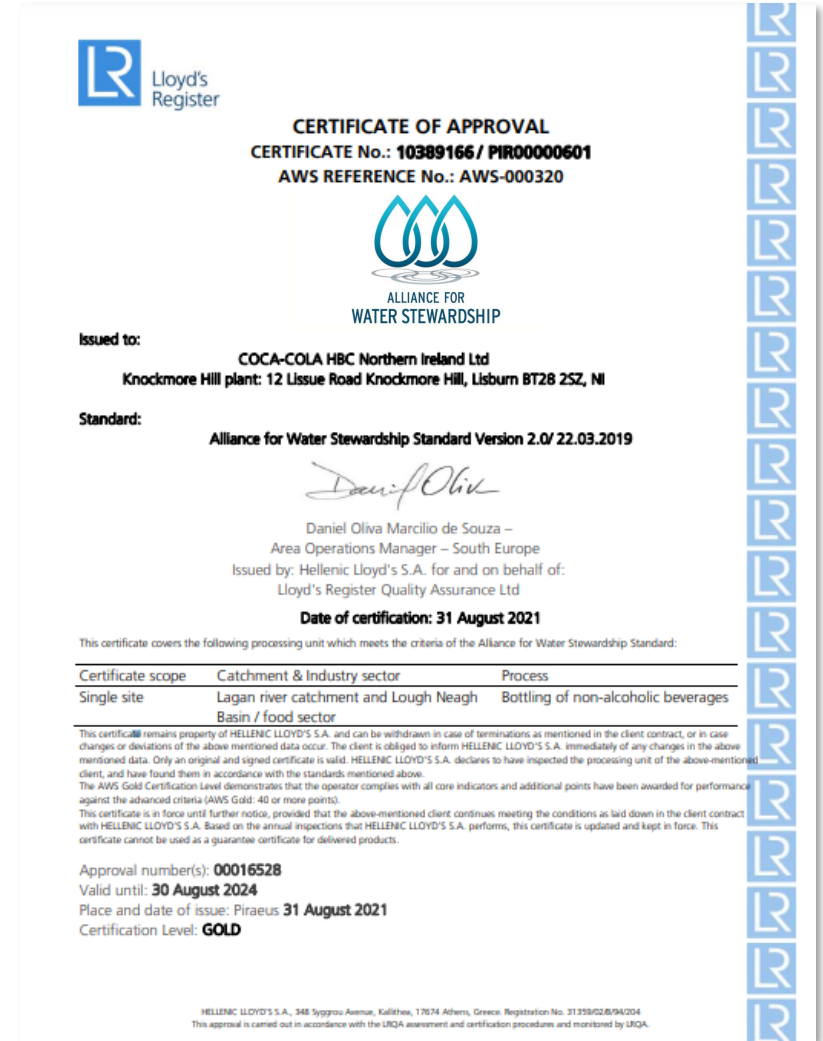 LR
Lloyd's
Register
CERTIFICATE OF APPROVAL
CERTIFICATE No.: 10389166/ PIR00000601
AWS REFERENCE No.: AWS-000320
ALLIANCE FOR
WATER STEWARDSHIP
Issued to:
COCA-COLA HBC Northern Ireland Ltd
Knockmore Hill plant: 12 Lissue Road Knockmore Hill, Lisburn BT28 2SZ, NI
Standard:
Alliance for Water Stewardship Standard Version 2.0/ 22.03.2019
Daniel Oliva Marcilio de Souza –
Area Operations Manager – South Europe
Issued by: Hellenic Lloyd's S.A. for and on behalf of:
Lloyd's Register Quality Assurance Ltd
Date of certification: 31 August 2021
This certificate covers the following processing unit which meets the criteria of the Alliance for Water Stewardship Standard:
Certificate scope Catchment & Industry sector Process
Single site Lagan river catchment and Lough Neagh Bottling of non-alcoholic beverages
Basin / food sector
This certificate remains property of HELLENIC LLOYD'S S.A. and can be withdrawn in case of terminations as mentioned in the client contract, or in case
changes or deviations of the above mentioned data occur. The client is obliged to inform HELLENIC LLOYD'S S.A. immediately of any changes in the above
mentioned data. Only an original and signed certificate is valid. HELLENIC LLOYD'S S.A. declares to have inspected the processing unit of the above-mentioned
client, and have found them in accordance with the standards mentioned above.
The AWS Gold Certification Level demonstrates that the operator complies with all core indicators and additional points have been awarded for performance
against the advanced criteria (AWS Gold: 40 or more points).
This certificate is in force until further notice, provided that the above-mentioned client continues meeting the conditions as laid down in the client contract
with HELLENIC LLOYD'S S.A. Based on the annual inspections that HELLENIC LLOYD'S S.A. performs, this certificate is updated and kept in force. This
certificate cannot be used as a guarantee certificate for delivered products.
Approval number(s): 00016528
Valid until: 30 August 2024
Place and date of issue: Piraeus 31 August 2021
Certification Level: GOLD
HELLENIC LLOYD'S S.A., 348 Syggrou Avenue, Kallithea, 17674 Athens, Greece. Registration No. 31359/02/B/94/204
This approval is carried out in accordance with the LRQA assessment and certification procedures and monitored by LRQA.